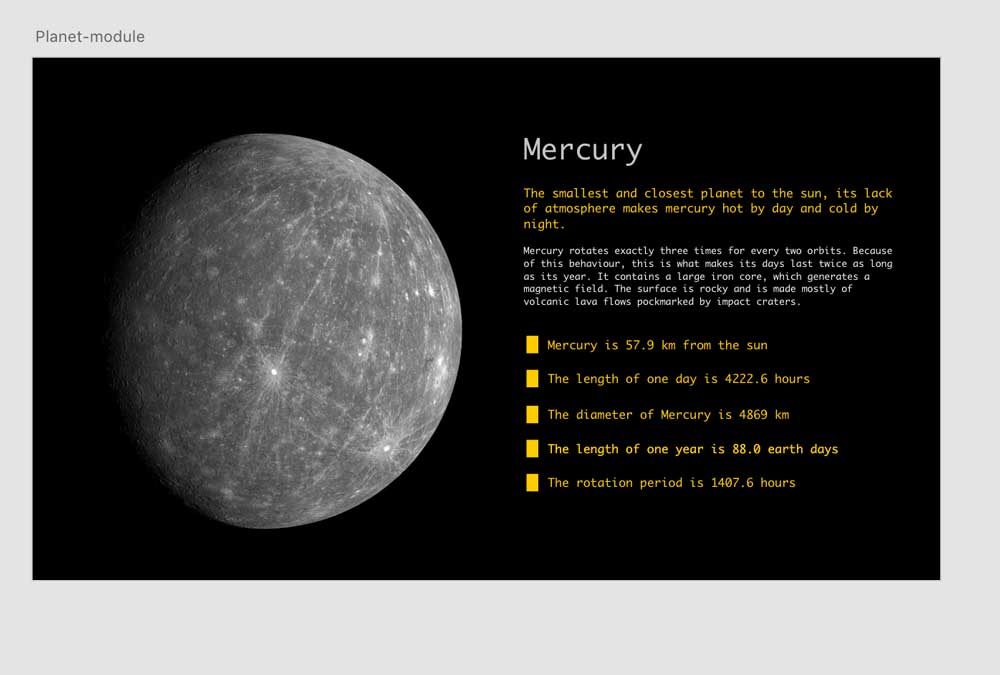 Planet-module
Mercury
The smallest and closest planet to the sun, its lack
of atmosphere makes mercury hot by day and cold by
night.
Mercury rotates exactly three times for every two orbits. Because
of this behaviour, this is what makes its days last twice as long
as its year. It contains a large iron core, which generates a
magnetic field. The surface is rocky and is made mostly of
volcanic lava flows pockmarked by impact craters.
Mercury is 57.9 km from the sun
The length of one day is 4222.6 hours
The diameter of Mercury is 4869 km
The length of one year is 88.0 earth days
The rotation period is 1407.6 hours